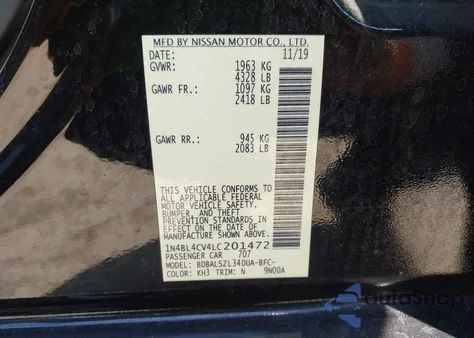 MFD BY NISSAN MOTOR CO., LTD.
DATE: 11/19
GVWR: 1963 KG
4328 LB
GAWR FR: 1097 KG
2418 LB
GAWR RR: 945 KG
2083 LB
THIS VEHICLE CONFORMS TO
ALL APPLICABLE FEDERAL
MOTOR VEHICLE SAFETY,
BUMPER, AND THEFT
PREVENTION STANDARDS IN
EFFECT ON THE DATE OF
MANUFACTURE SHOWN ABOVE.
1N4BL4CV4LC201472
PASSENGER CAR 707
MODEL: BDBALSZL34DUA-8FC-
COLOR: KH3 TRIM: N 9N00A
AutoSnap